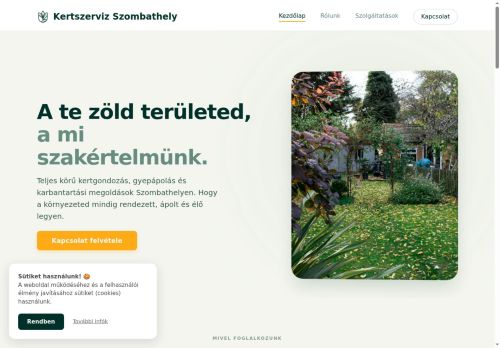 Kertszerviz Szombathely
Kezdőlap
Rólunk
Szolgáltatások
Kapcsolat
A te zöld területed,
a mi
szakértelmünk.
Teljes körű kertgondozás, gyepápolás és
karbantartási megoldások Szombathelyen. Hogy
a környezeted mindig rendezett, ápolt és élő
legyen.
Kapcsolat felvétele
Sütiket használunk! 🍪
A weboldal működéséhez és a felhasználói
élmény javításához sütiket (cookies)
használunk.
Rendben
További infók
MIVEL FOGLALKOZUNK